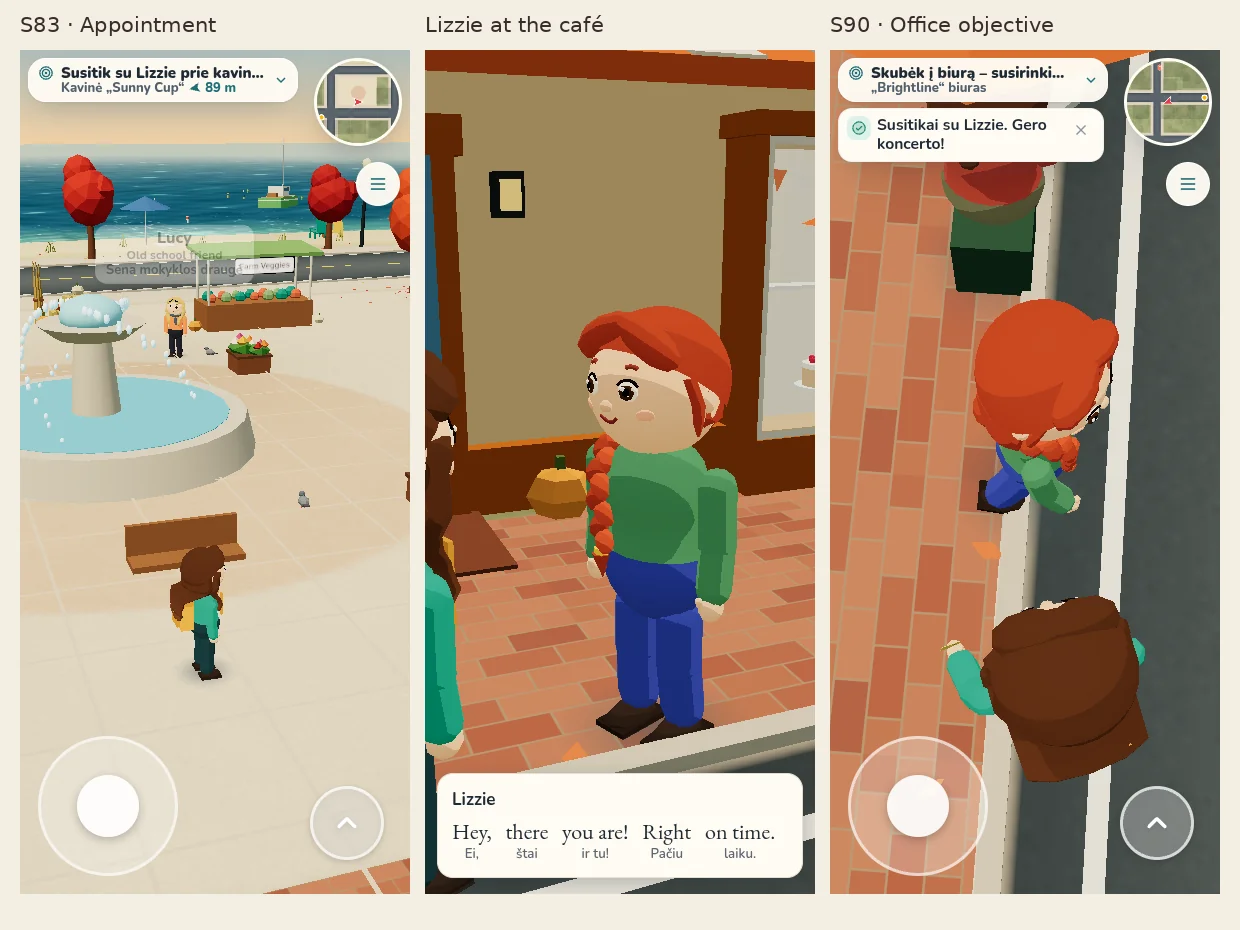 S83 · Appointment
Susitik su Lizzie prie kavin...
Kavinė „Sunny Cup“ 89 m
Lucy
Old school friend
Sena mokyklos draugė
Farm Veggies
Lizzie at the café
Lizzie
Hey, there you are! Right on time.
Ei, štai ir tu! Pačiu laiku.
S90 · Office objective
Skubėk į biurą – susirinki...
„Brightline“ biuras
Susitikai su Lizzie. Gero
koncerto!